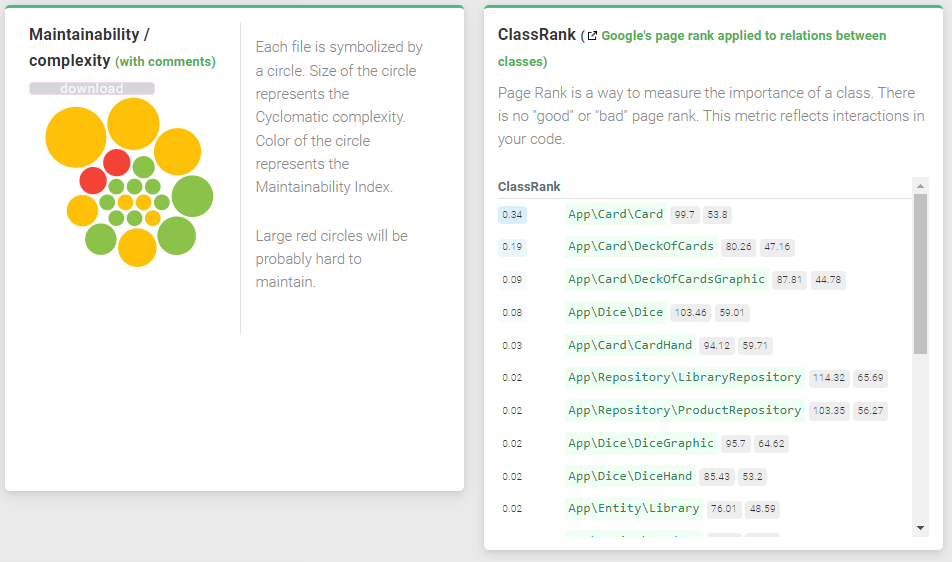 Maintainability /
complexity (with comments)
download
Each file is symbolized
by a circle. Size of the circle
represents the
Cyclomatic complexity.
Color of the circle
represents the
Maintainability Index.
Large red circles will be
probably hard to
maintain.
ClassRank (Google's page rank applied to relations between
classes)
Page Rank is a way to measure the importance of a class. There
is no "good" or "bad" page rank. This metric reflects interactions in
your code.
ClassRank
0.34 App\Card\Card 99.7 53.8
0.19 App\Card\DeckOfCards 80.26 47.16
0.09 App\Card\DeckOfCardsGraphic 87.81 44.78
0.08 App\Dice\Dice 103.46 59.01
0.03 App\Card\CardHand 94.12 59.71
0.02 App\Repository\LibraryRepository 114.32 65.69
0.02 App\Repository\ProductRepository 103.35 56.27
0.02 App\Dice\DiceGraphic 95.7 64.62
0.02 App\Dice\DiceHand 85.43 53.2
0.02 App\Entity\Library 76.01 48.59